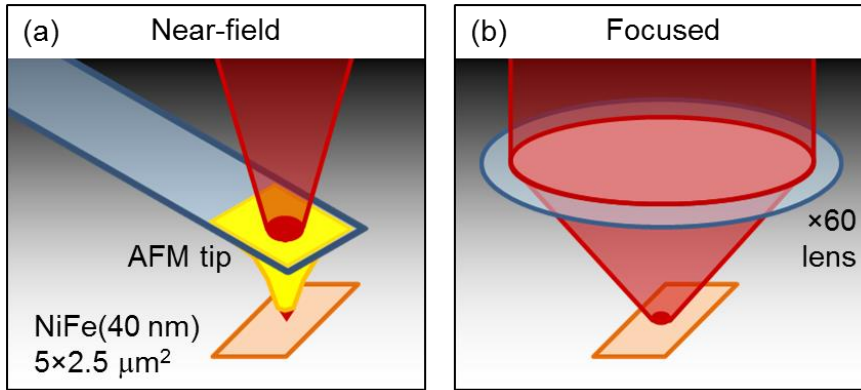 (a) Near-field
AFM tip
NiFe(40 nm)
5×2.5 μm²
(b) Focused
×60
lens